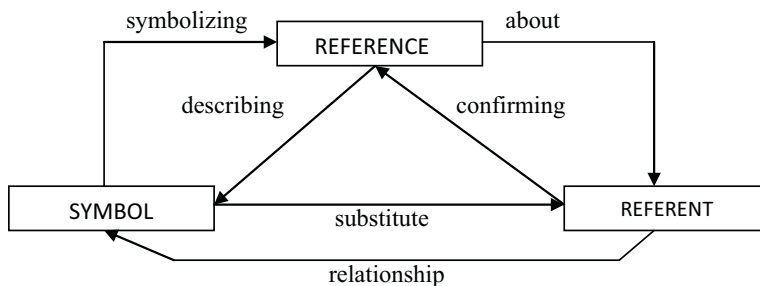 symbolizing
about
REFERENCE
describing
confirming
SYMBOL
REFERENT
substitute
relationship